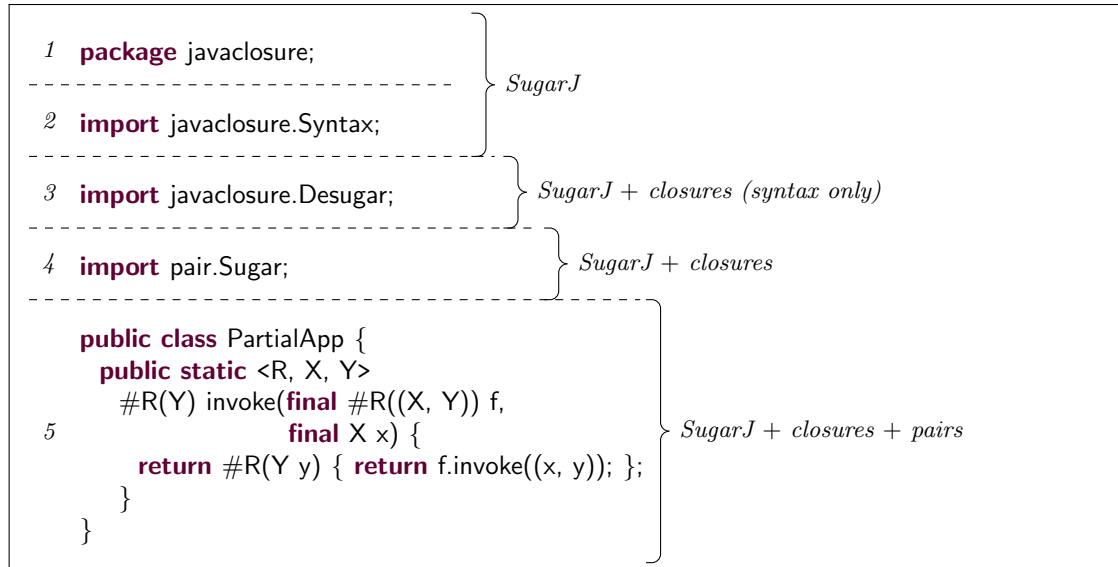 1 package javaclosure;
SugarJ
2 import javaclosure.Syntax;
3 import javaclosure.Desugar;
SugarJ + closures (syntax only)
4 import pair.Sugar;
SugarJ + closures
public class PartialApp {
public static <R, X, Y>
#R(Y) invoke(final #R((X, Y)) f,
5 final X x) {
SugarJ + closures + pairs
return #R(Y y) { return f.invoke((x, y)); };
}
}